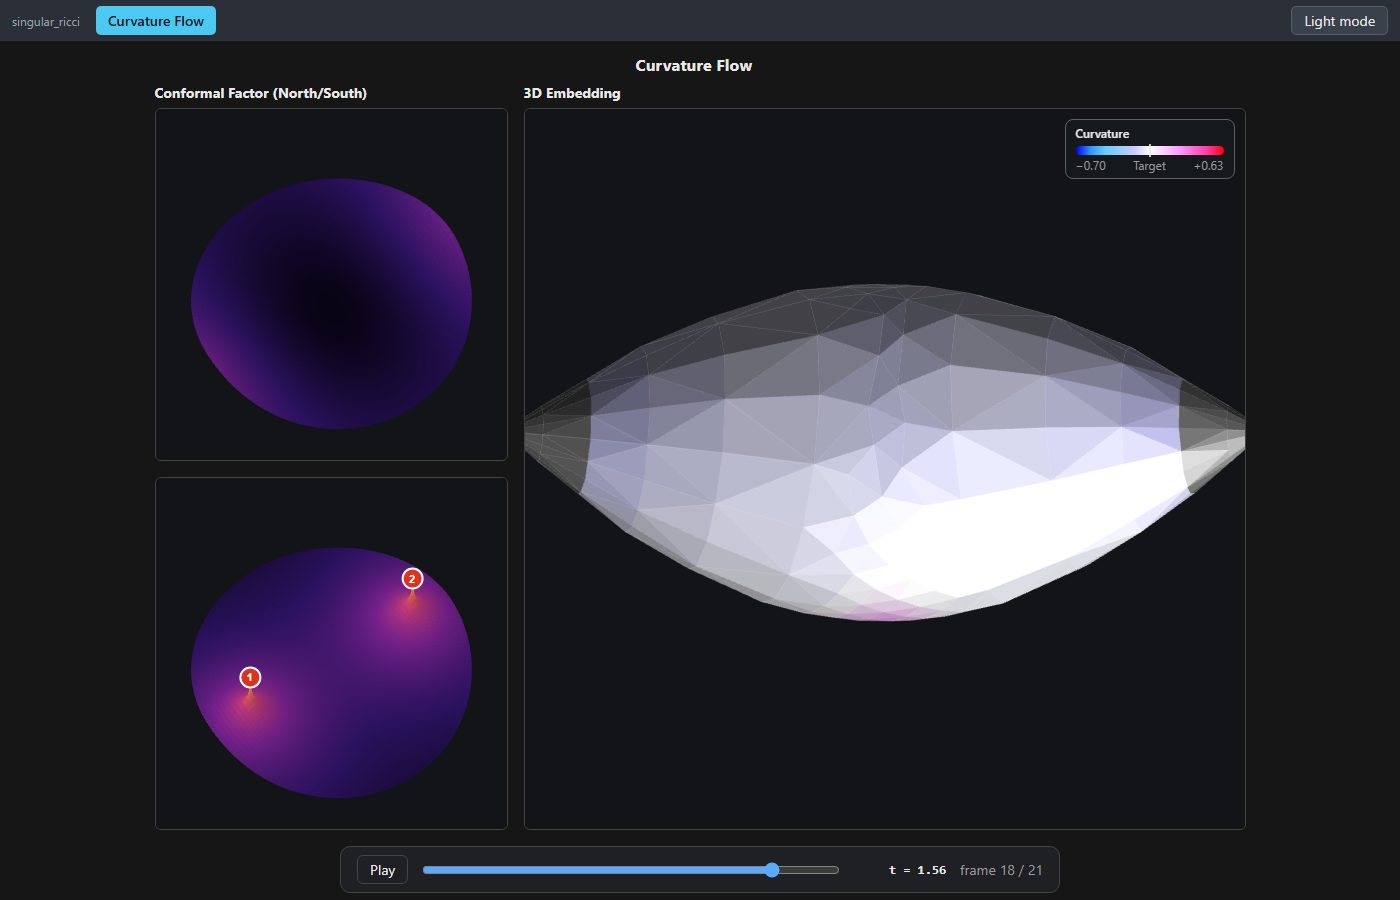 singular_ricci
Curvature Flow
Light mode
Curvature Flow
Conformal Factor (North/South)
3D Embedding
Curvature
−0.70 Target +0.63
2
1
Play
t = 1.56
frame 18 / 21